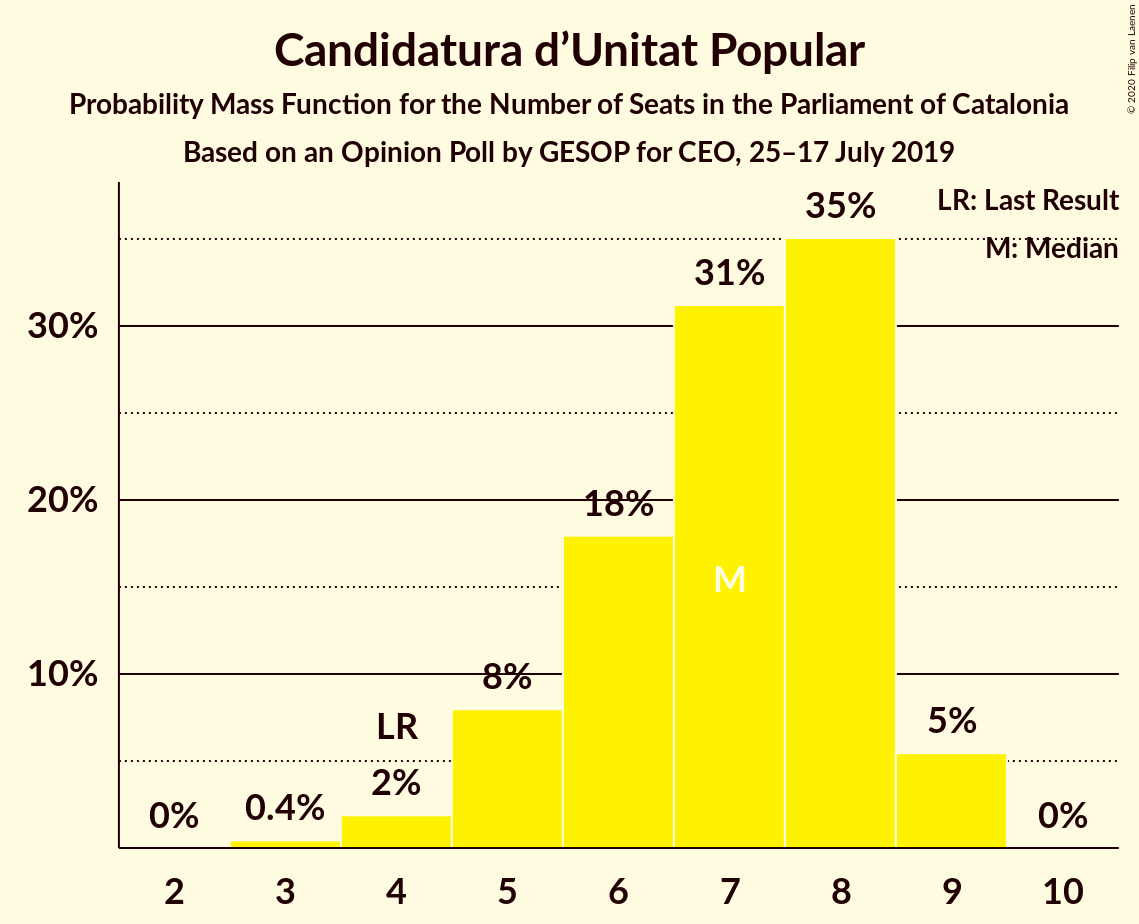 Candidatura d’Unitat Popular
Probability Mass Function for the Number of Seats in the Parliament of Catalonia
Based on an Opinion Poll by GESOP for CEO, 25–17 July 2019
© 2020 Filip van Laenen
LR: Last Result
M: Median
35%
31%
30%
20%
18%
M
10%
8%
LR
5%
2%
0%
0.4%
0%
2 3 4 5 6 7 8 9 10